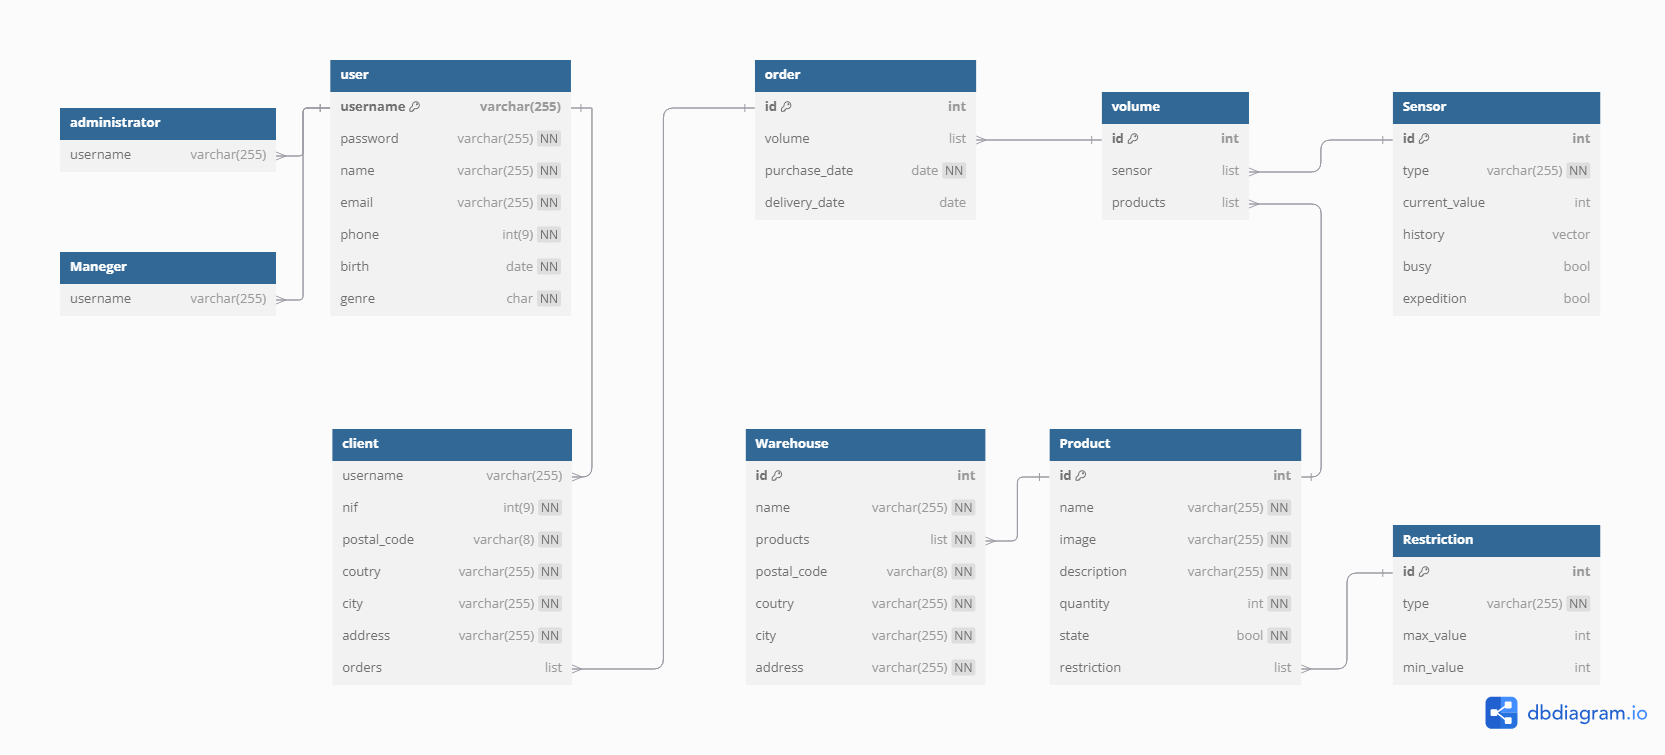 user
username varchar(255)
password varchar(255) NN
name varchar(255) NN
email varchar(255) NN
phone int(9) NN
birth date NN
genre char NN
administrator
username varchar(255)
Maneger
username varchar(255)
order
id int
volume list
purchase_date date NN
delivery_date date
volume
id int
sensor list
products list
Sensor
id int
type varchar(255) NN
current_value int
history vector
busy bool
expedition bool
client
username varchar(255)
nif int(9) NN
postal_code varchar(8) NN
coutry varchar(255) NN
city varchar(255) NN
address varchar(255) NN
orders list
Warehouse
id int
name varchar(255) NN
products list NN
postal_code varchar(8) NN
coutry varchar(255) NN
city varchar(255) NN
address varchar(255) NN
Product
id int
name varchar(255) NN
image varchar(255) NN
description varchar(255) NN
quantity int NN
state bool NN
restriction list
Restriction
id int
type varchar(255) NN
max_value int
min_value int
dbdiagram.io